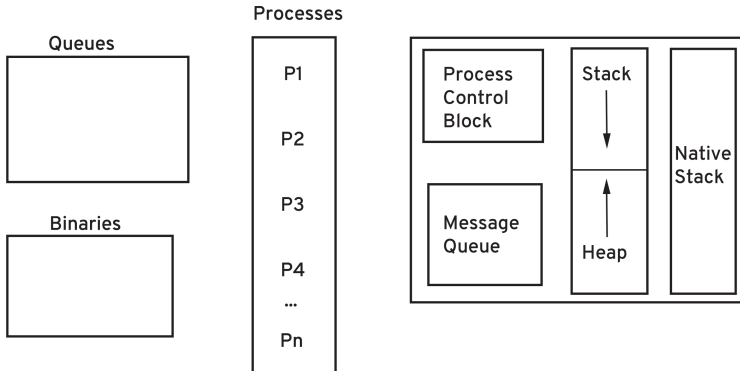 Processes
Queues
Binaries
P1
P2
P3
P4
...
Pn
Process
Control
Block
Message
Queue
Stack
Heap
Native
Stack